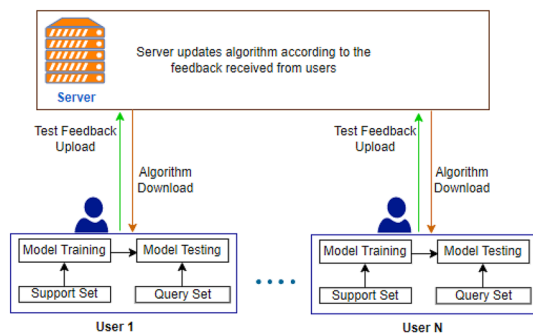 Server updates algorithm according to the
feedback received from users
Server
Test Feedback
Upload
Algorithm
Download
Test Feedback
Upload
Algorithm
Download
Model Training
Model Testing
Support Set
Query Set
User 1
Model Training
Model Testing
Support Set
Query Set
User N